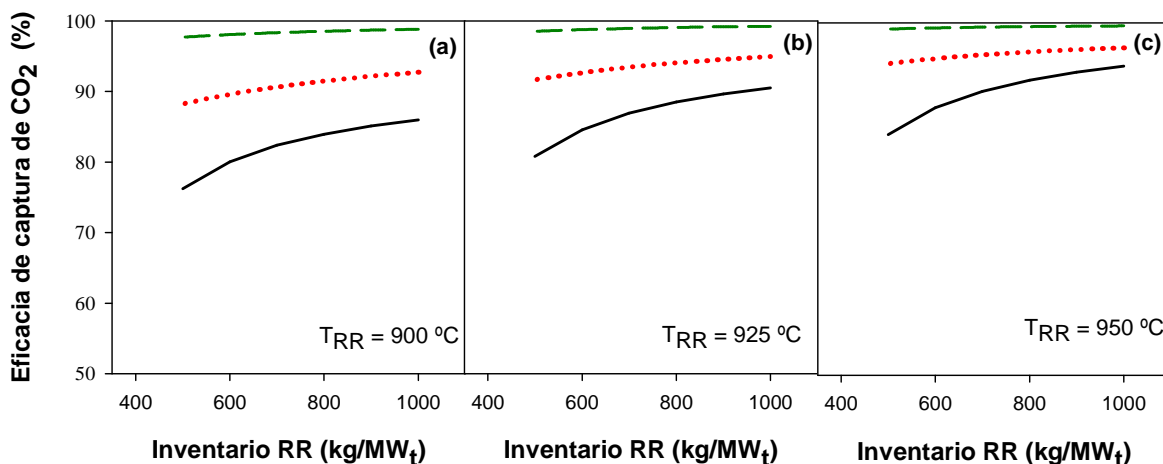 Eficacia de captura de CO2 (%)
100
90
80
70
60
50
(a)
(b)
(c)
TRR = 900 ºC
TRR = 925 ºC
TRR = 950 ºC
400 600 800 1000
400 600 800 1000
400 600 800 1000
Inventario RR (kg/MWt)
Inventario RR (kg/MWt)
Inventario RR (kg/MWt)